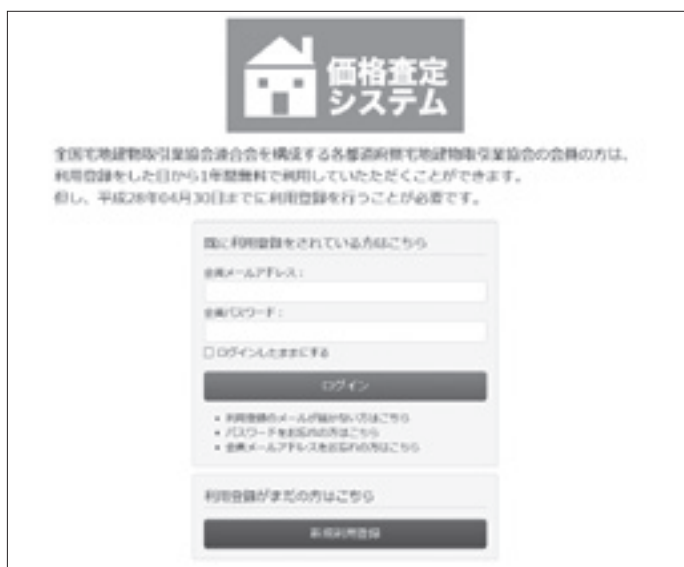 価格査定
システム
全国宅地建物取引業協会連合会を構成する各都道府県宅地建物取引業協会の会員の方は、
利用登録をした日から1年間無料で利用していただくことができます。
但し、平成28年04月30日までに利用登録を行うことが必要です。
既に利用登録をされている方はこちら
会員メールアドレス：
会員パスワード：
ログインしたままにする
ログイン
利用登録のメールが届かない方はこちら
パスワードをお忘れの方はこちら
会員メールアドレスをお忘れの方はこちら
利用登録がまだの方はこちら
新規利用登録